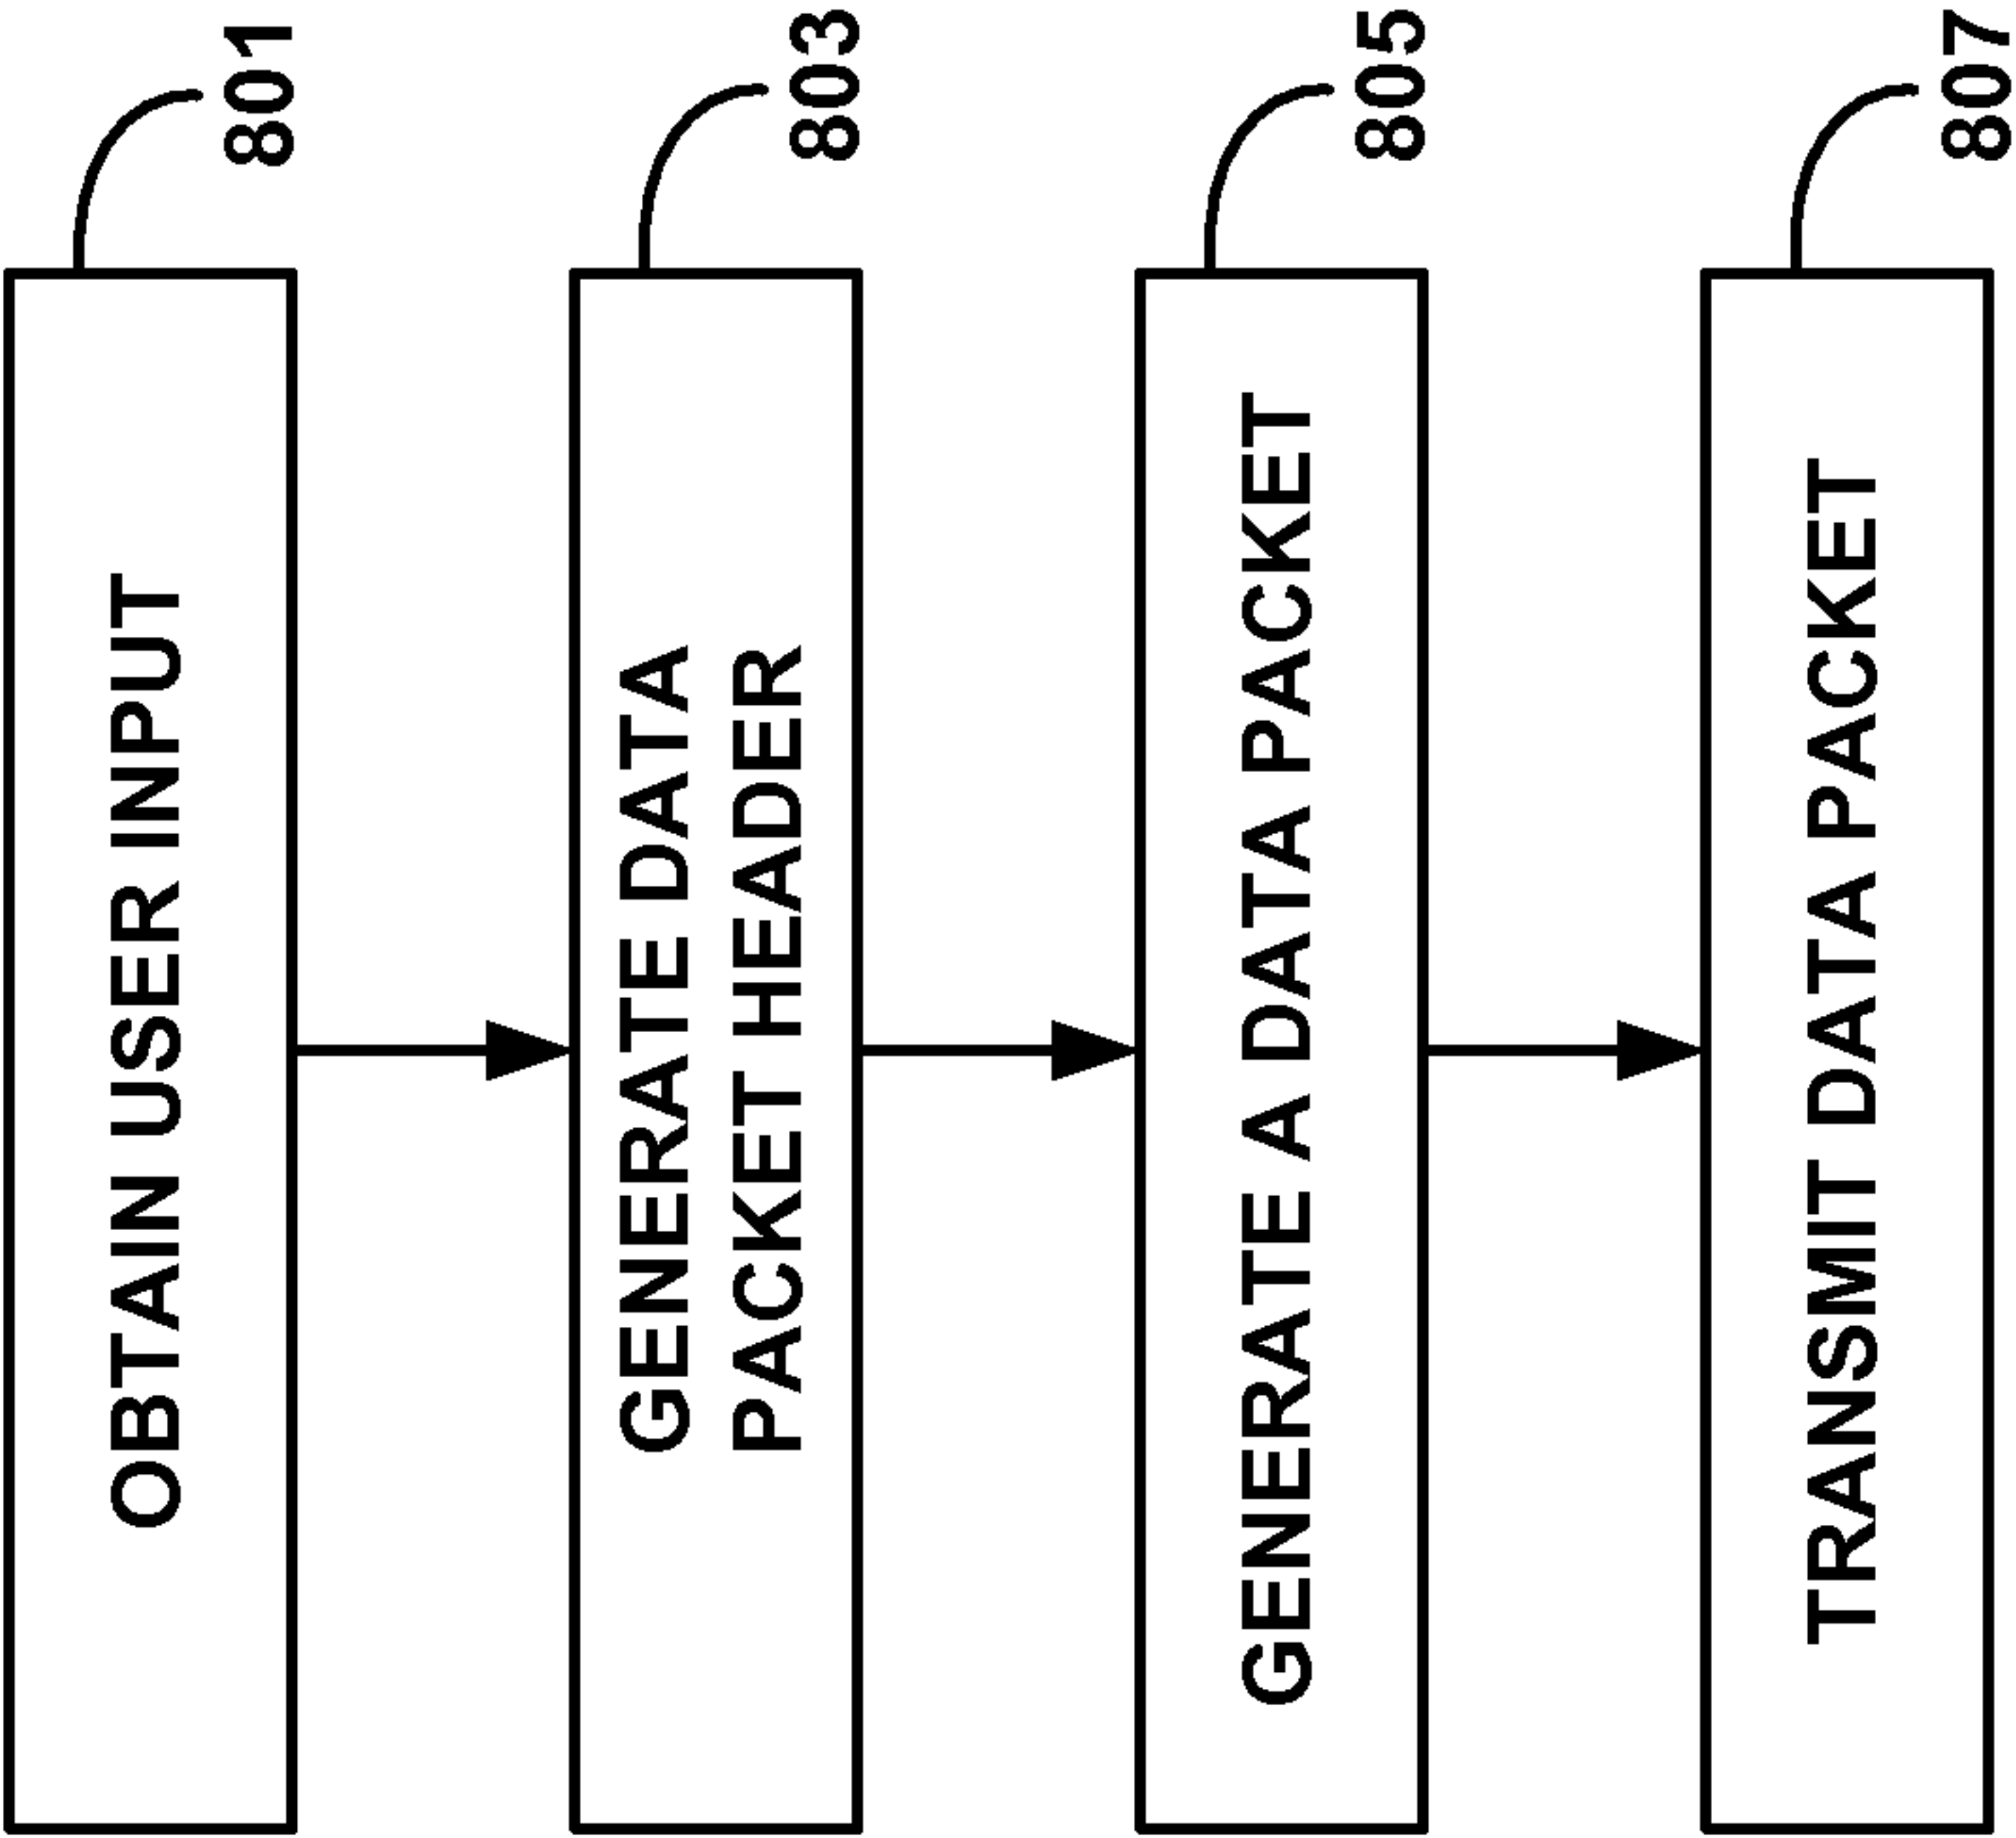 OBTAIN USER INPUT
801
GENERATE DATA
PACKET HEADER
803
GENERATE A DATA PACKET
805
TRANSMIT DATA PACKET
807